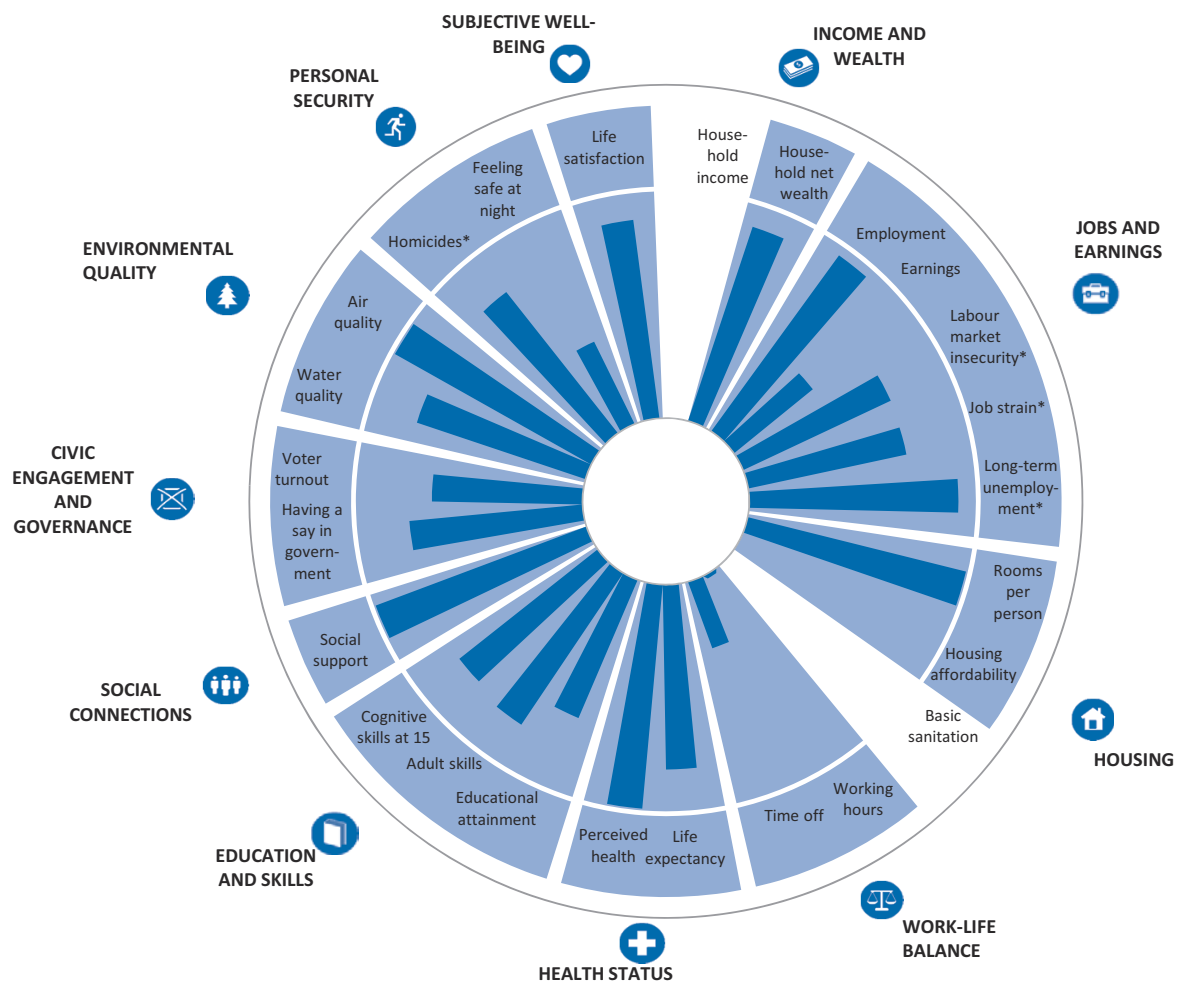 SUBJECTIVE WELL-
BEING
INCOME AND
WEALTH
PERSONAL
SECURITY
Life
satisfaction
House-
hold
income
House-
hold net
wealth
Feeling
safe at
night
Homicides*
Employment
Earnings
Labour
market
insecurity*
Job strain*
Long-term
unemploy-
ment*
JOBS AND
EARNINGS
ENVIRONMENTAL
QUALITY
Air
quality
Water
quality
CIVIC
ENGAGEMENT
AND
GOVERNANCE
Voter
turnout
Having a
say in
govern-
ment
Rooms
per
person
Housing
affordability
Basic
sanitation
HOUSING
SOCIAL
CONNECTIONS
Social
support
Cognitive
skills at 15
Adult skills
Educational
attainment
EDUCATION
AND SKILLS
Perceived
health
Life
expectancy
Time off
Working
hours
WORK-LIFE
BALANCE
HEALTH STATUS